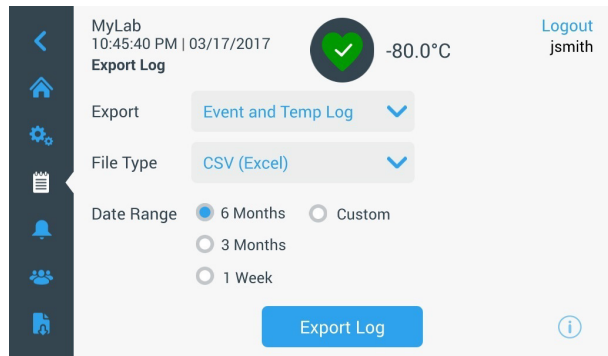 MyLab
10:45:40 PM | 03/17/2017
Export Log
-80.0°C
Logout
jsmith
Export
Event and Temp Log
File Type
CSV (Excel)
Date Range
6 Months
Custom
3 Months
1 Week
Export Log